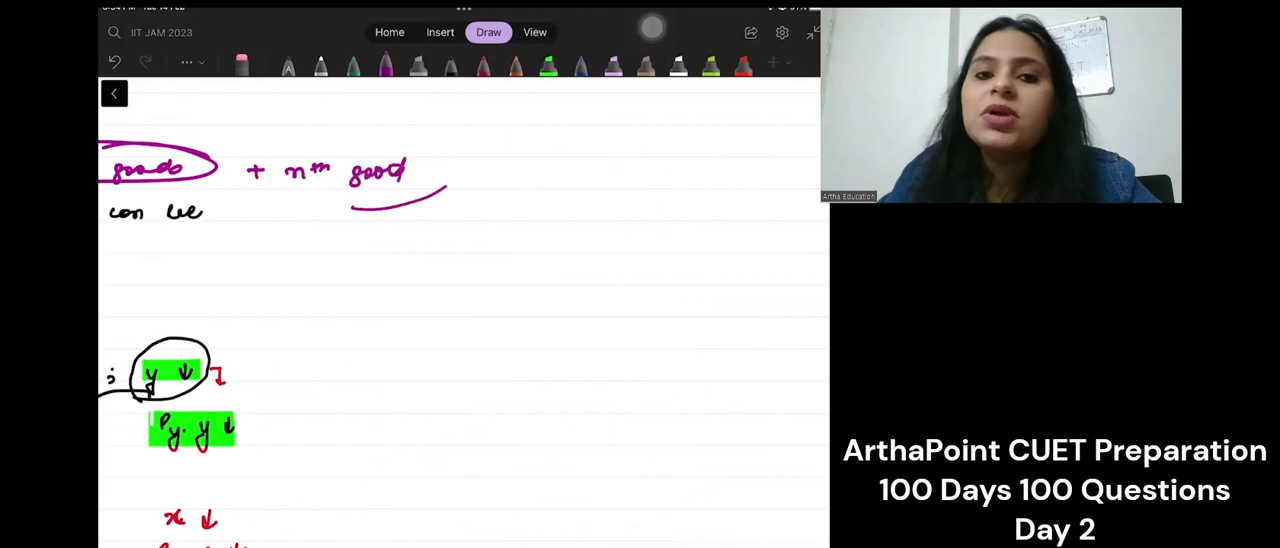 IIT JAM 2023
Home Insert Draw View
goods + nth good
can be
; y ↓
Py. y ↓
x ↓
Artha Education
ArthaPoint CUET Preparation
100 Days 100 Questions
Day 2